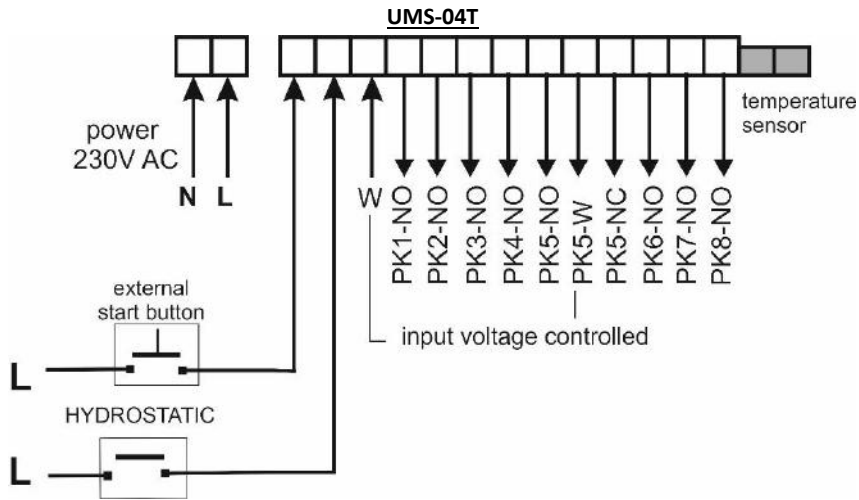 UMS-04T
temperature
sensor
power
230V AC
N L
W
PK1-NO
PK2-NO
PK3-NO
PK4-NO
PK5-NO
PK5-W
PK5-NC
PK6-NO
PK7-NO
PK8-NO
external
start button
input voltage controlled
L
HYDROSTATIC
L